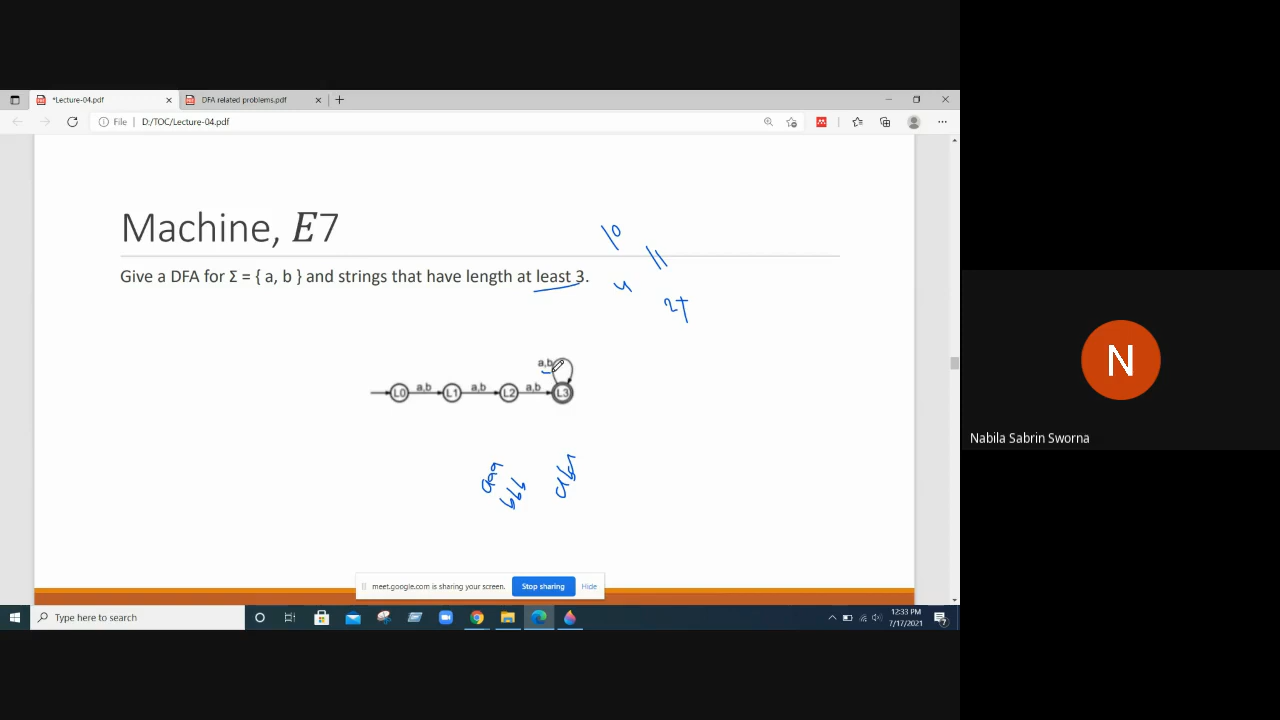 *Lecture-04.pdf
DFA related problems.pdf
File
D:/TOC/Lecture-04.pdf
Machine, E7
10
11
Give a DFA for Σ = { a, b } and strings that have length at least 3.
4
a,b
a,b a,b a,b
L0 L1 L2 L3
aaa
bbb
N
Nabila Sabrin Sworna
meet.google.com is sharing your screen. Stop sharing Hide
Type here to search
12:33 PM
7/17/2021